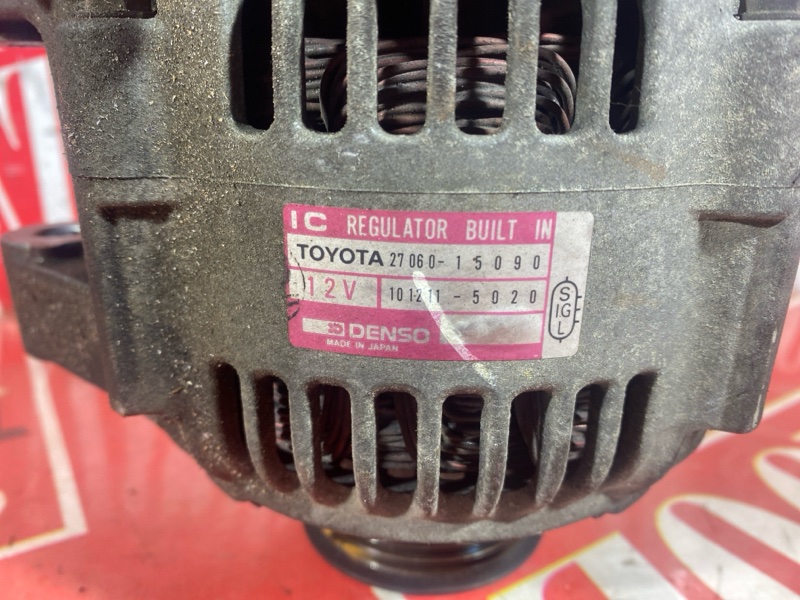 IC REGULATOR BUILT IN
TOYOTA 27060-15090
12V 101211-5020
DENSO
MADE IN JAPAN
S
IG
L